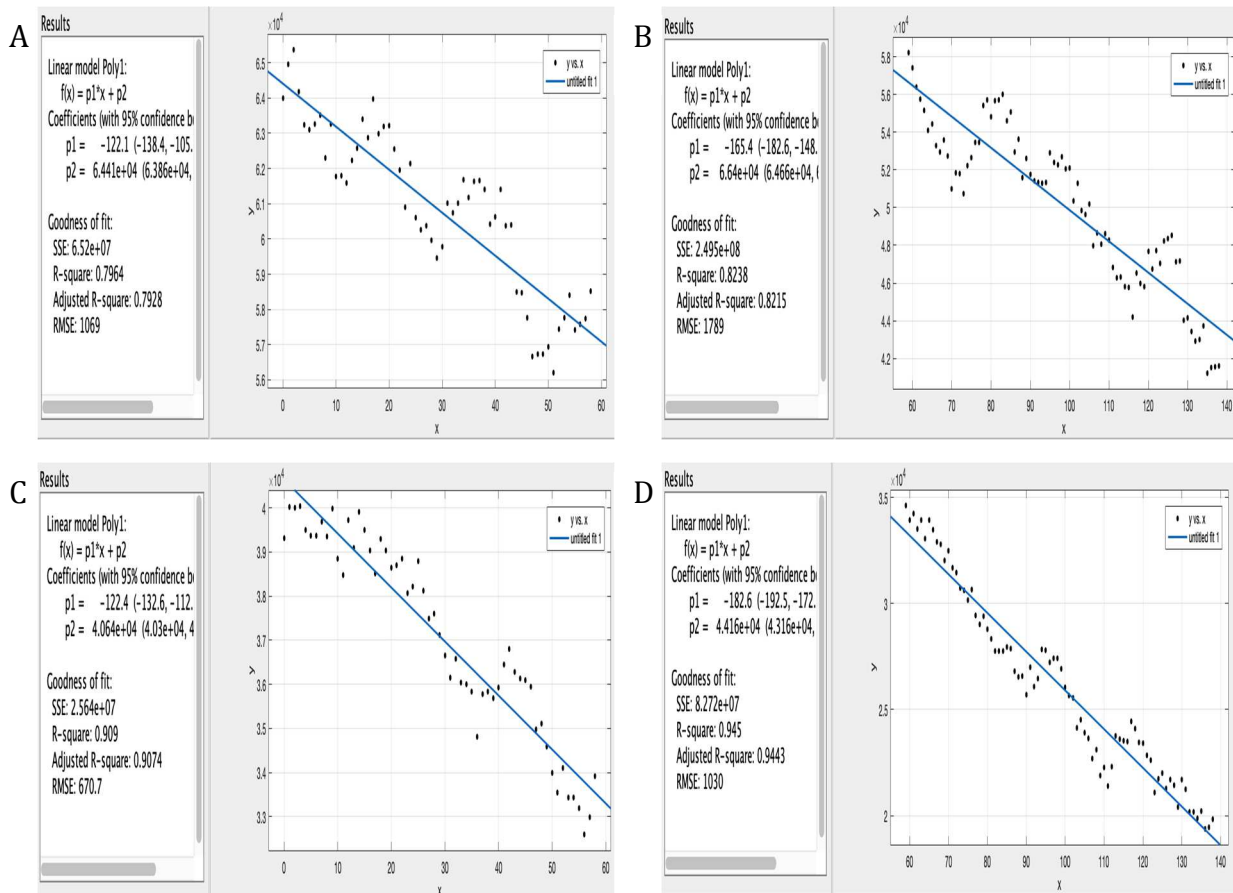 A
Results
Linear model Poly1:
f(x) = p1*x + p2
Coefficients (with 95% confidence b
p1 = -122.1 (-138.4, -105.
p2 = 6.441e+04 (6.386e+04,
Goodness of fit:
SSE: 6.52e+07
R-square: 0.7964
Adjusted R-square: 0.7928
RMSE: 1069
×10⁴
6.5
6.4
6.3
6.2
6.1
6
5.9
5.8
5.7
5.6
y
0 10 20 30 40 50 60
x
y vs. x
untitled fit 1
B
Results
Linear model Poly1:
f(x) = p1*x + p2
Coefficients (with 95% confidence b
p1 = -165.4 (-182.6, -148.
p2 = 6.64e+04 (6.466e+04, 6
Goodness of fit:
SSE: 2.495e+08
R-square: 0.8238
Adjusted R-square: 0.8215
RMSE: 1789
×10⁴
5.8
5.6
5.4
5.2
5
4.8
4.6
4.4
4.2
y
60 70 80 90 100 110 120 130 140
x
y vs. x
untitled fit 1
C
Results
Linear model Poly1:
f(x) = p1*x + p2
Coefficients (with 95% confidence b
p1 = -122.4 (-132.6, -112.
p2 = 4.064e+04 (4.03e+04, 4
Goodness of fit:
SSE: 2.564e+07
R-square: 0.909
Adjusted R-square: 0.9074
RMSE: 670.7
×10⁴
4
3.9
3.8
3.7
3.6
3.5
3.4
3.3
y
0 10 20 30 40 50 60
x
y vs. x
untitled fit 1
D
Results
Linear model Poly1:
f(x) = p1*x + p2
Coefficients (with 95% confidence b
p1 = -182.6 (-192.5, -172.
p2 = 4.416e+04 (4.316e+04,
Goodness of fit:
SSE: 8.272e+07
R-square: 0.945
Adjusted R-square: 0.9443
RMSE: 1030
×10⁴
3.5
3
2.5
2
y
60 70 80 90 100 110 120 130 140
x
y vs. x
untitled fit 1